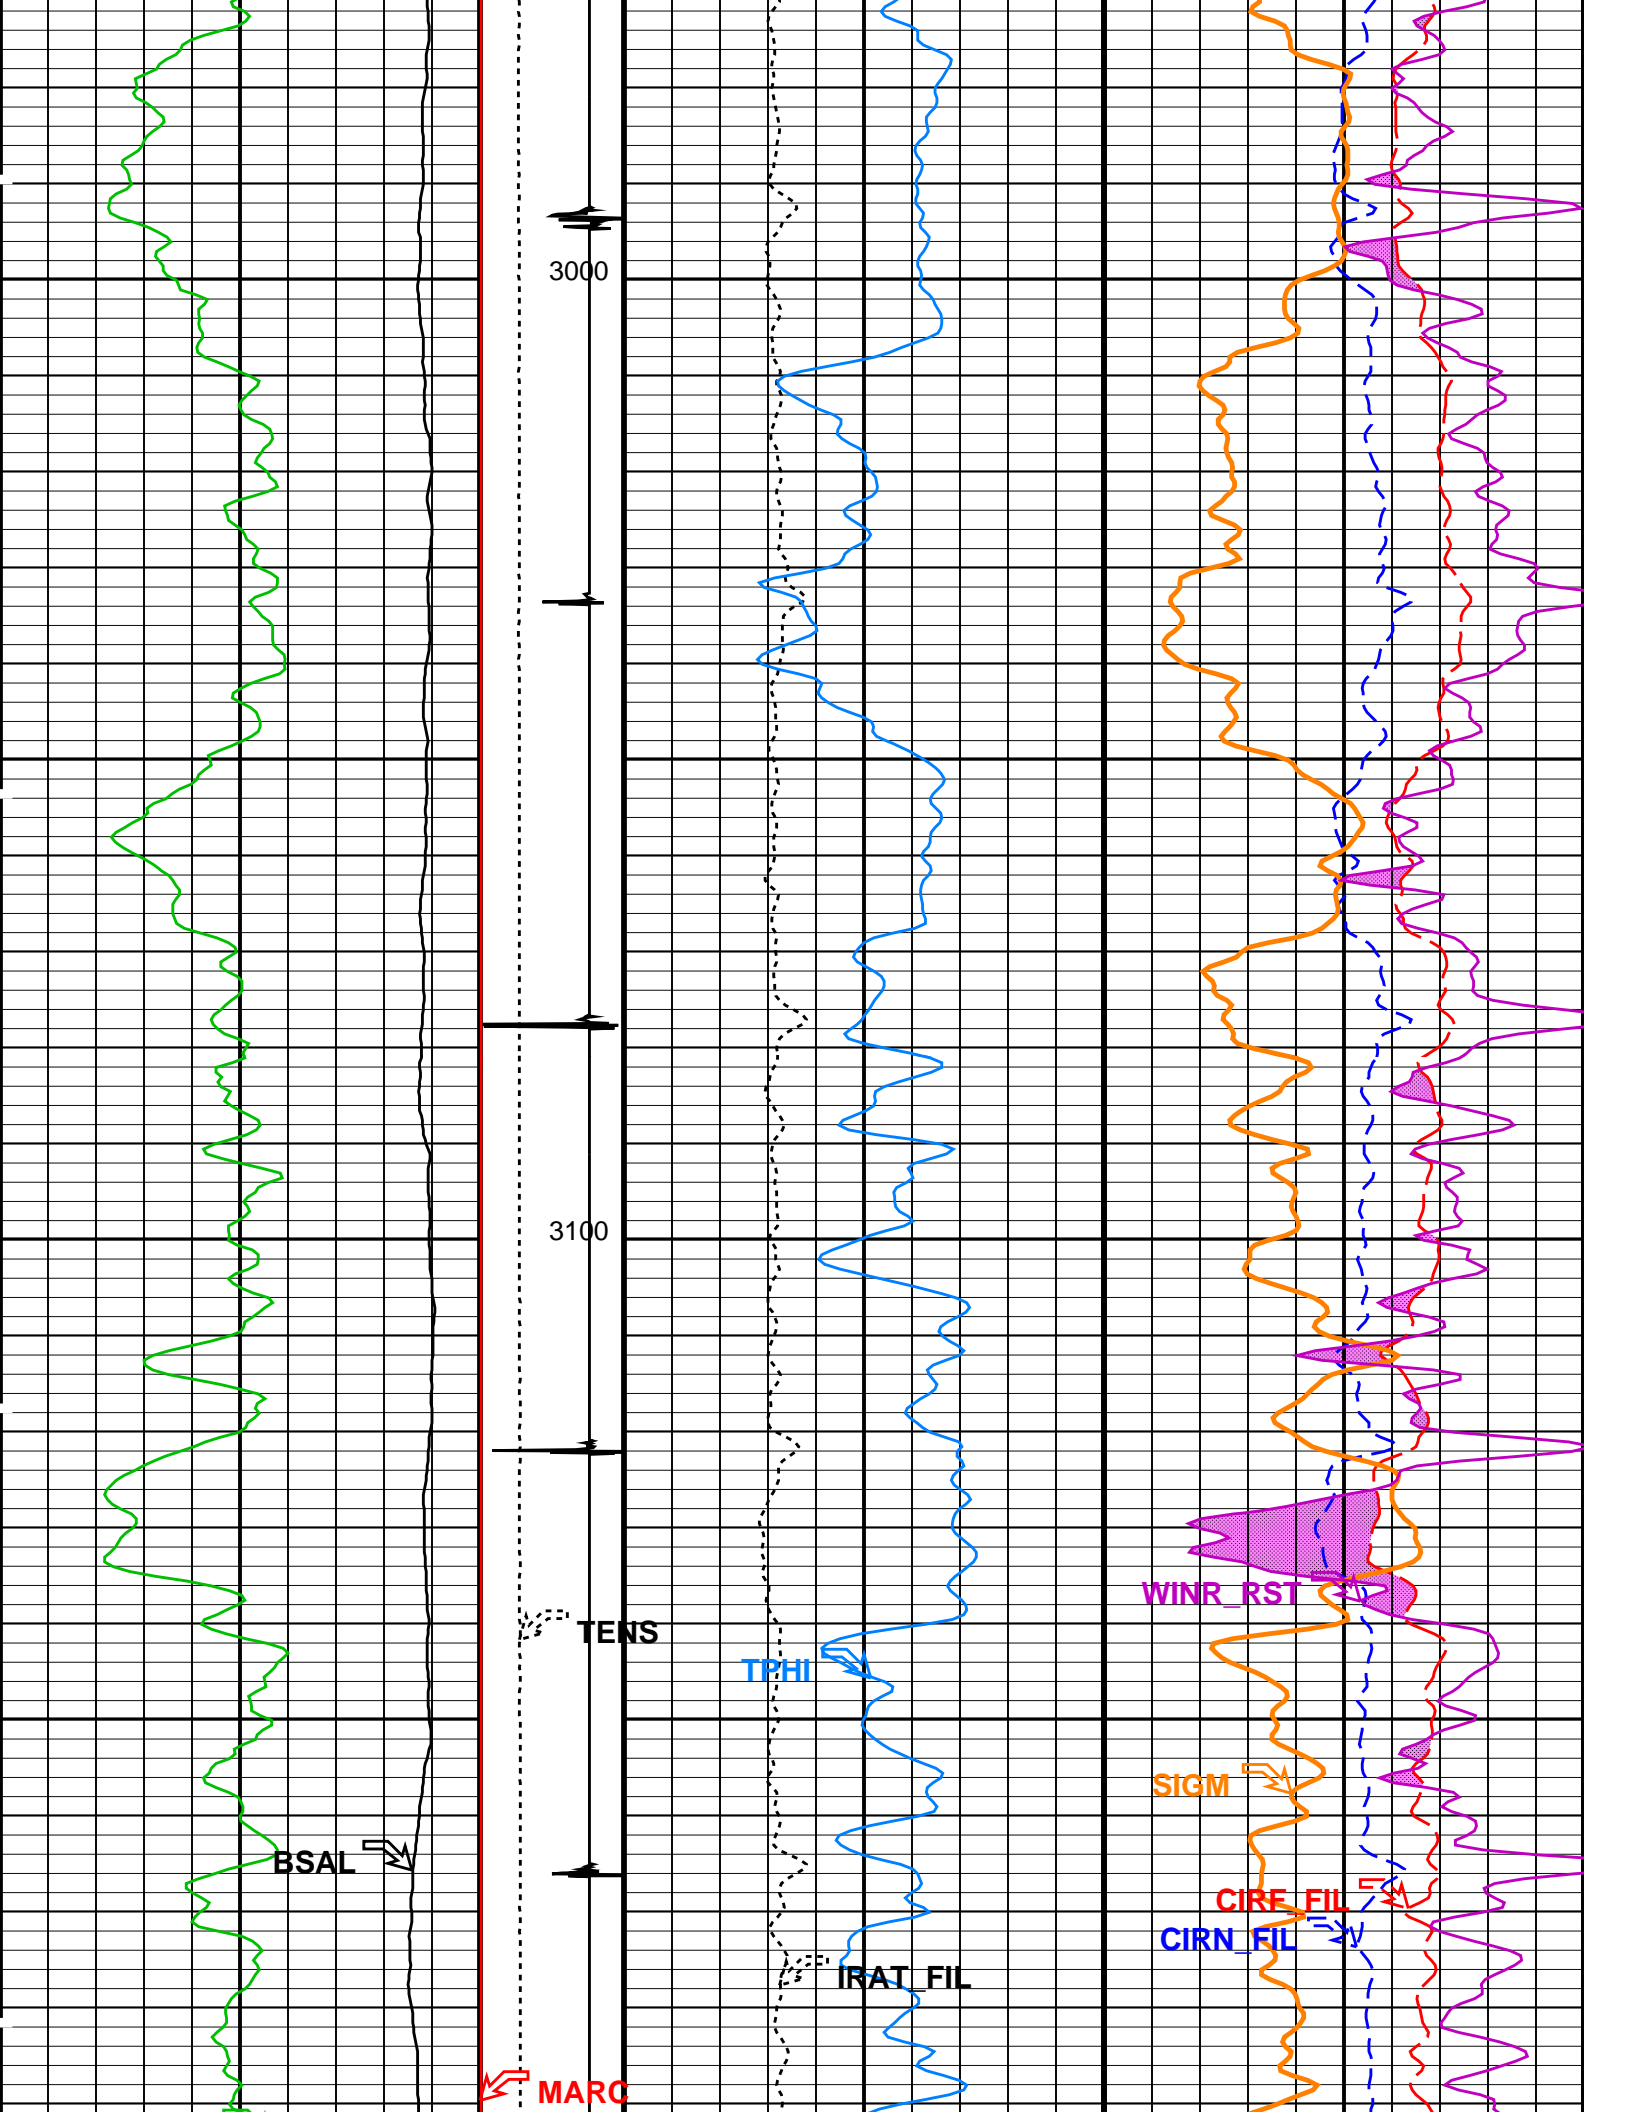 3000
3100
WINR_RST
TENS
TPHI
SIGM
BSAL
CIRF_FIL
CIRN_FIL
IRAT_FIL
MARC